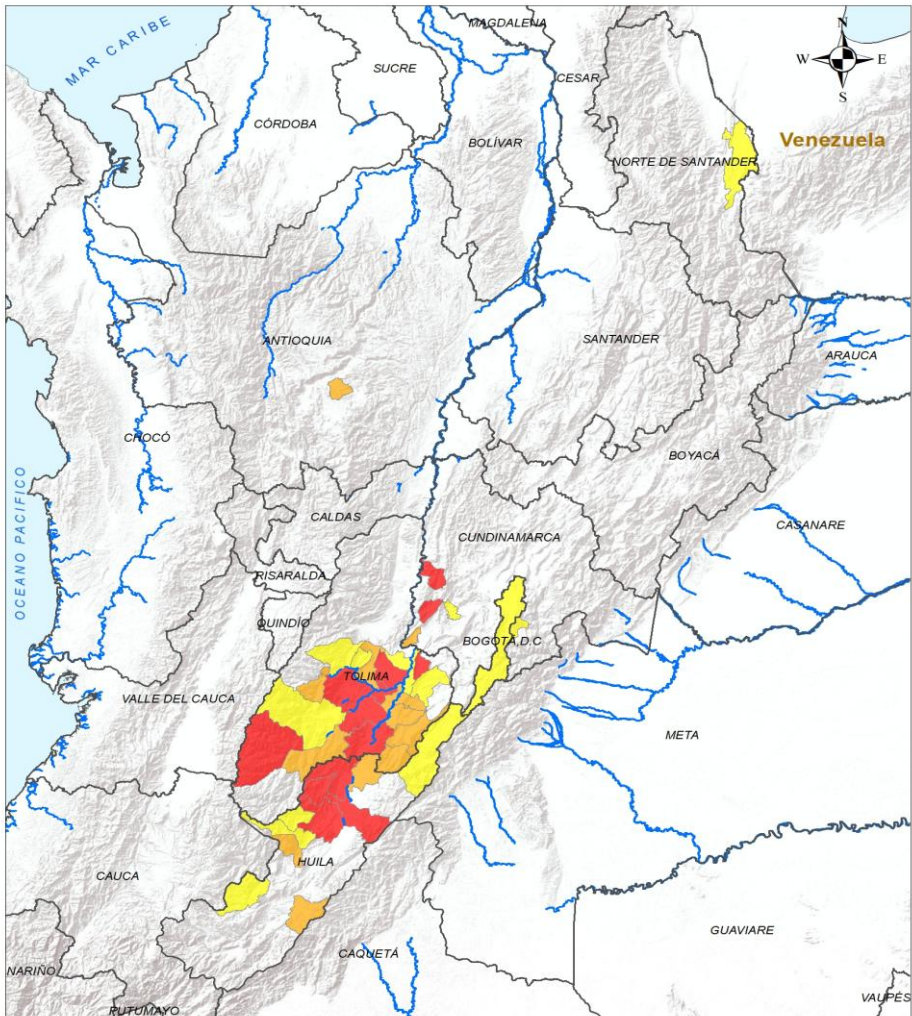 MAGDALENA
MAR CARIBE
N
SUCRE
CESAR
W
E
S
CÓRDOBA
BOLÍVAR
Venezuela
NORTE DE SANTANDER
ANTIOQUIA
SANTANDER
ARAUCA
CHOCÓ
BOYACÁ
OCEANO PACIFICO
CALDAS
CASANARE
CUNDINAMARCA
RISARALDA
QUINDÍO
BOGOTÁ, D.C.
TOLIMA
VALLE DEL CAUCA
META
HUILA
CAUCA
GUAVIARE
CAQUETÁ
NARIÑO
VAUPÉS
PUTUMAYO